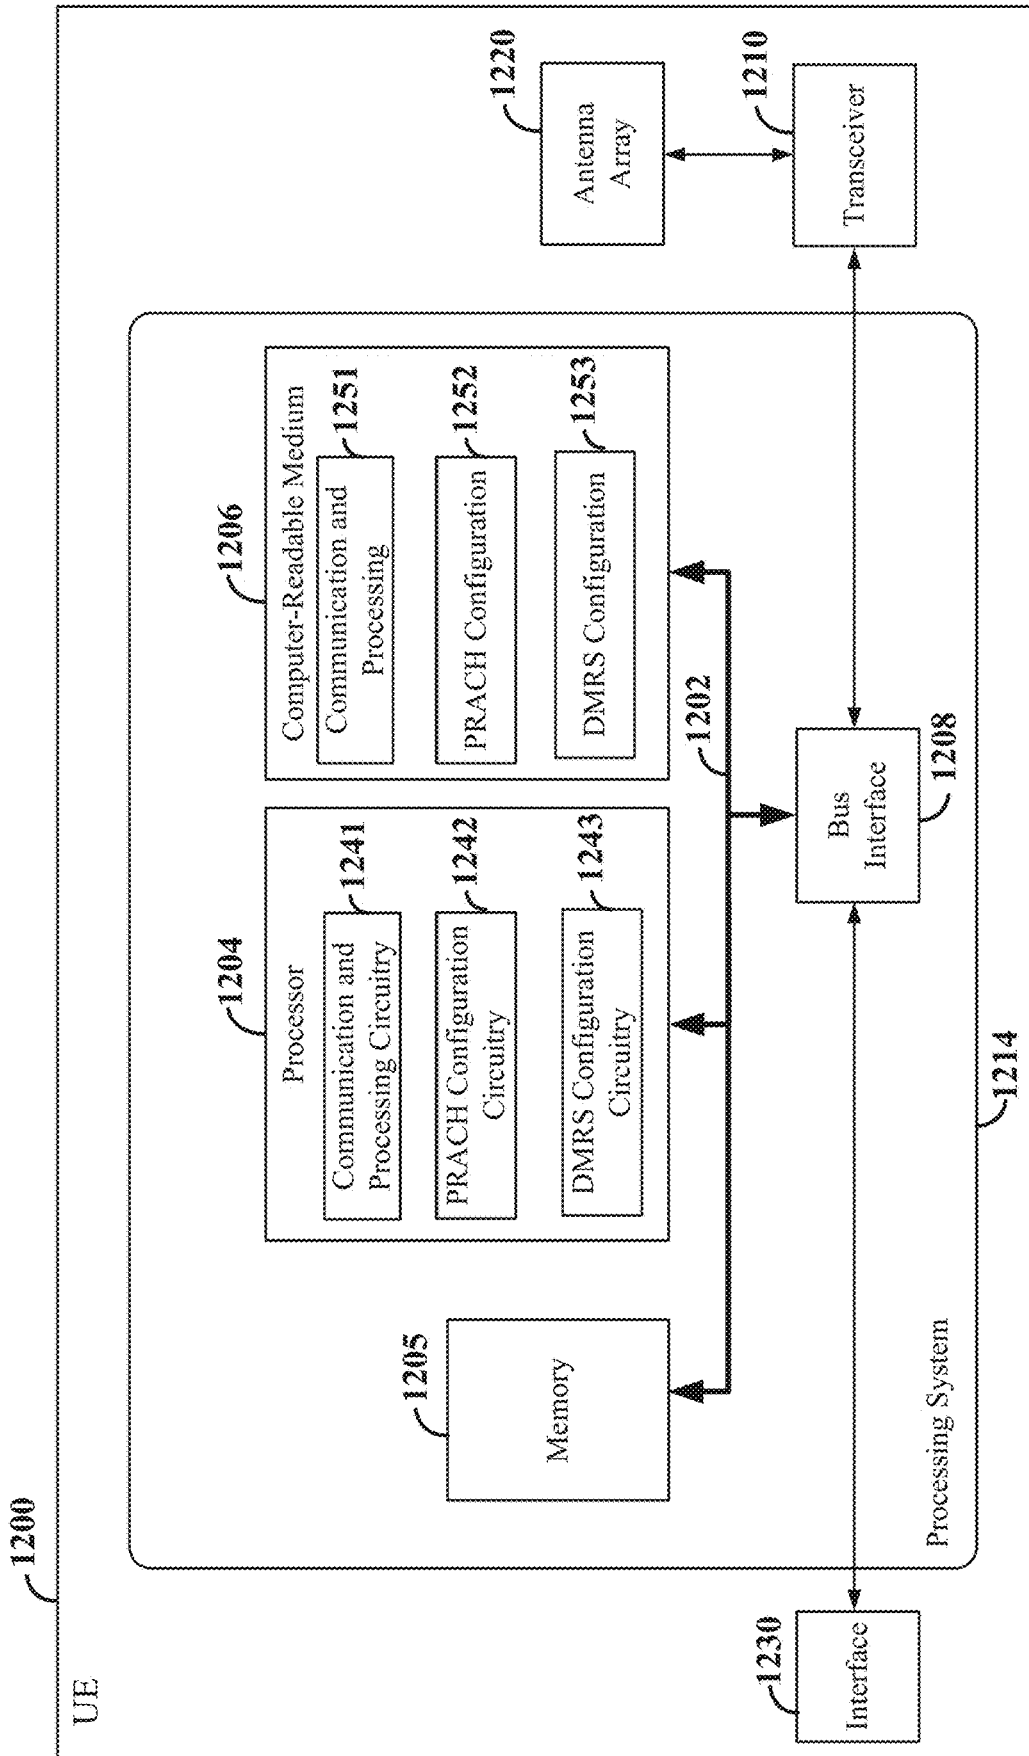 1200
UE
1204
Processor
1241
Communication and
Processing Circuitry
1242
PRACH Configuration
Circuitry
1243
DMRS Configuration
Circuitry
1206
Computer-Readable Medium
1251
Communication and
Processing
1252
PRACH Configuration
1253
DMRS Configuration
1205
Memory
1202
1220
Antenna
Array
1230
Interface
Processing System
1214
Bus
Interface
1208
1210
Transceiver